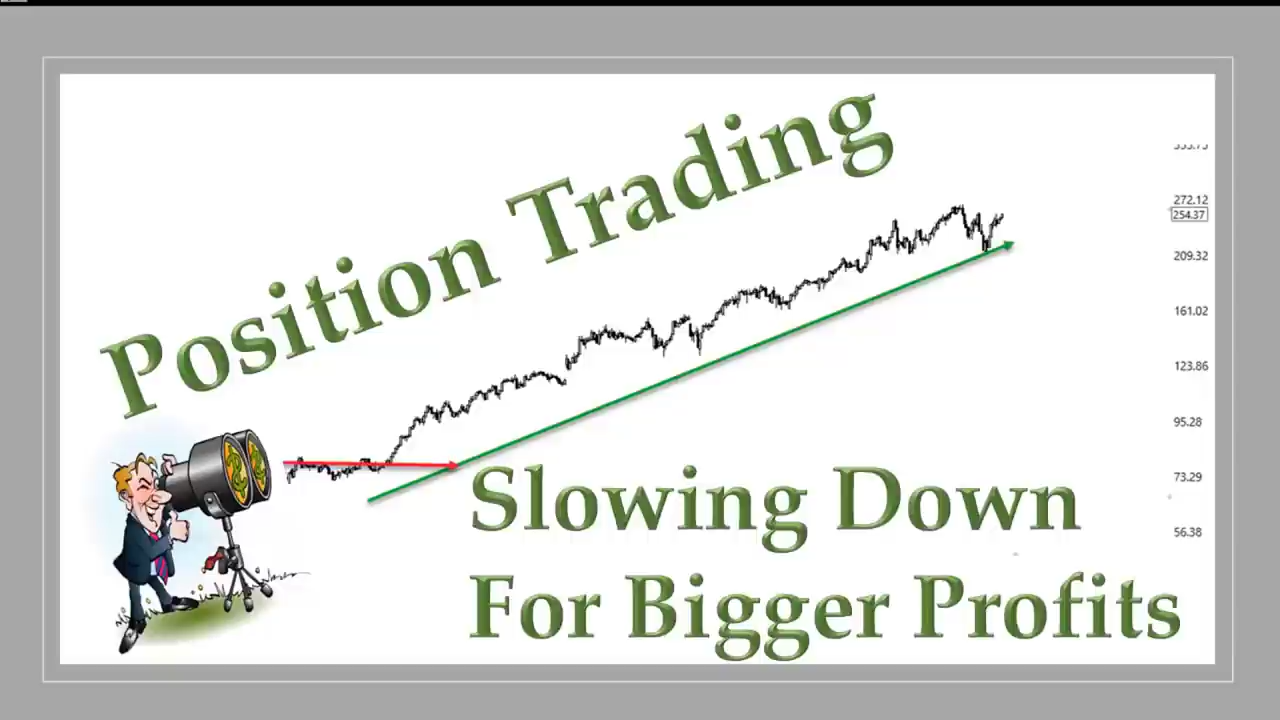 Position Trading
272.12
254.37
209.32
161.02
123.86
95.28
73.29
56.38
Slowing Down
For Bigger Profits